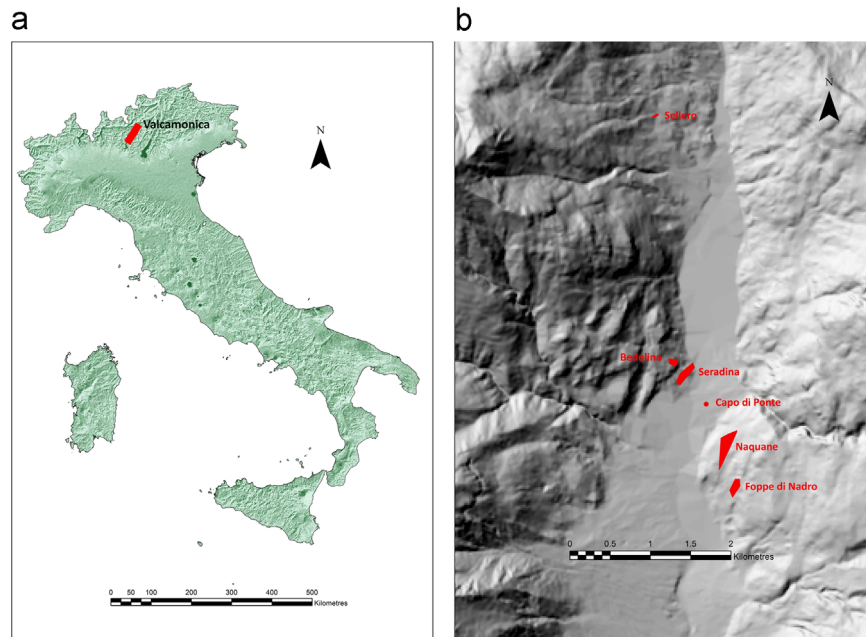 a
b
Valcamonica
N
0 50 100 200 300 400 500
Kilometres
N
Sellero
Bedolina
Seradina
Capo di Ponte
Naquane
Foppe di Nadro
0 0.5 1 1.5 2
Kilometres